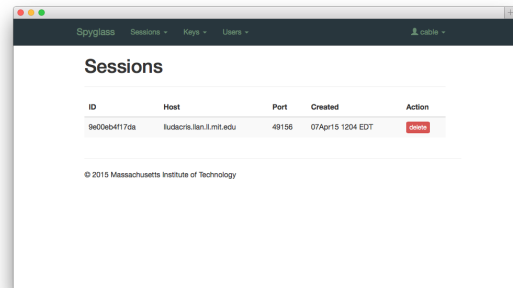 Spyglass Sessions Keys Users cable
Sessions
ID Host Port Created Action
9e00eb4f17da lludacris.llan.ll.mit.edu 49156 07Apr15 1204 EDT delete
© 2015 Massachusetts Institute of Technology